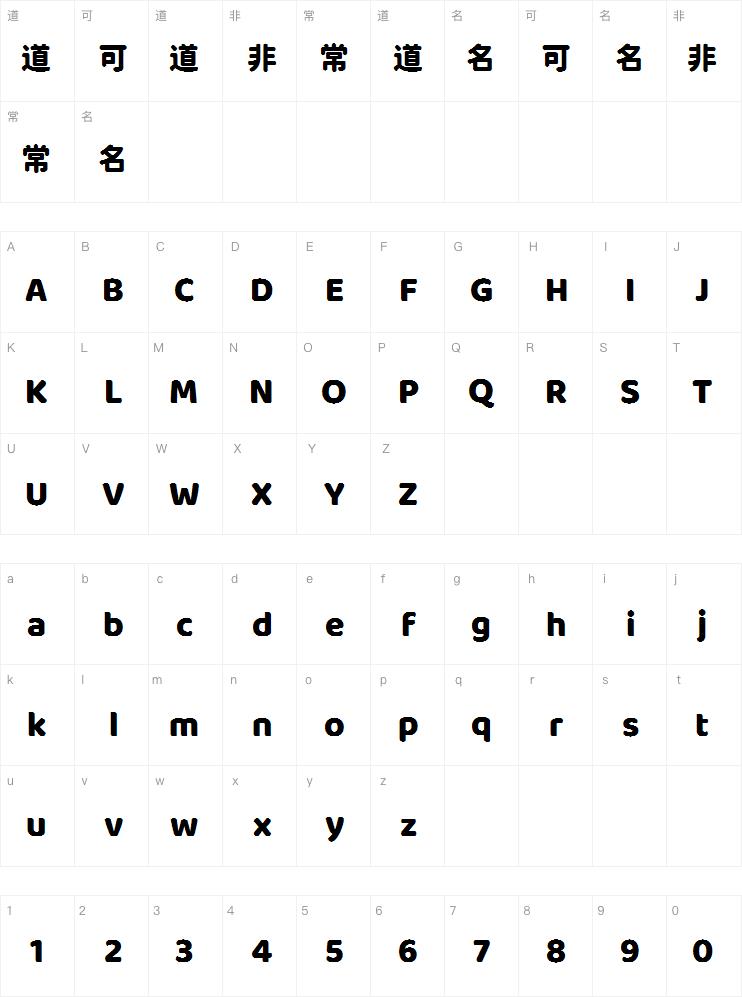 道 可 道 非 常 道 名 可 名 非
道 可 道 非 常 道 名 可 名 非
常 名
常 名
A B C D E F G H I J
A B C D E F G H I J
K L M N O P Q R S T
K L M N O P Q R S T
U V W X Y Z
U V W X Y Z
a b c d e f g h i j
a b c d e f g h i j
k l m n o p q r s t
k l m n o p q r s t
u v w x y z
u v w x y z
1 2 3 4 5 6 7 8 9 0
1 2 3 4 5 6 7 8 9 0